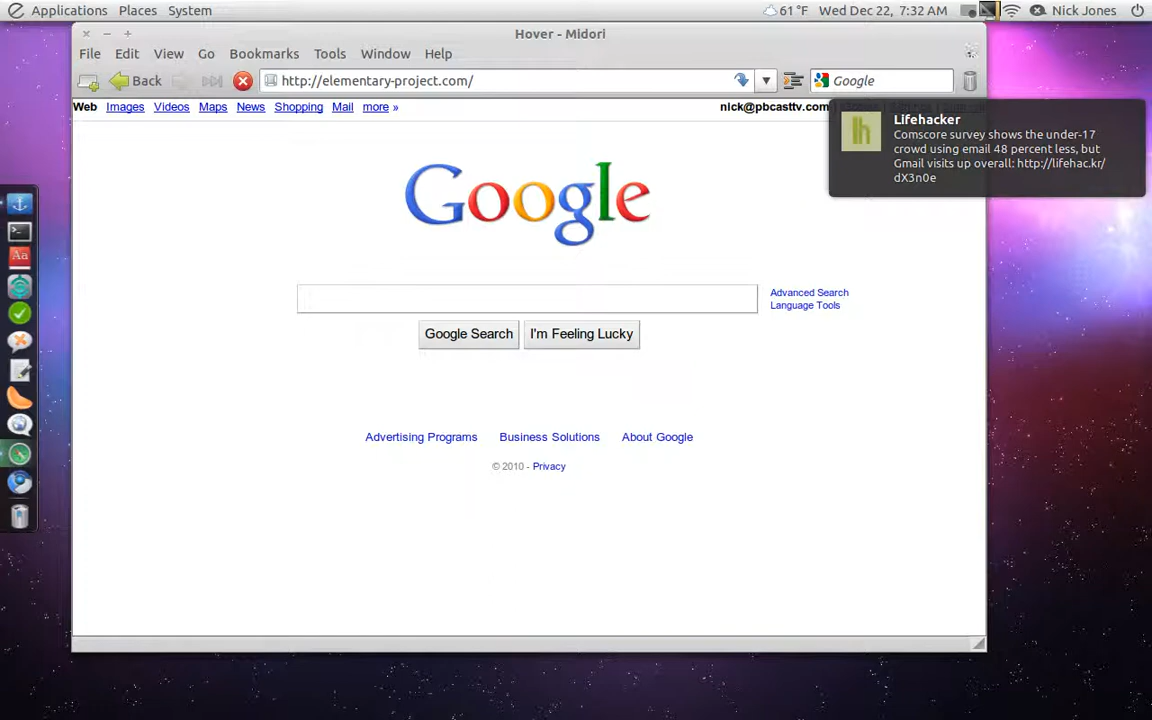 Applications Places System 61 °F Wed Dec 22, 7:32 AM Nick Jones
Hover - Midori
File Edit View Go Bookmarks Tools Window Help
Back http://elementary-project.com/ Google
Web Images Videos Maps News Shopping Mail more » nick@pbcasttv.com
Lifehacker
Comscore survey shows the under-17
crowd using email 48 percent less, but
Gmail visits up overall: http://lifehac.kr/
dX3n0e
lh
Google
Advanced Search
Language Tools
Google Search I'm Feeling Lucky
Advertising Programs Business Solutions About Google
© 2010 - Privacy
Aa